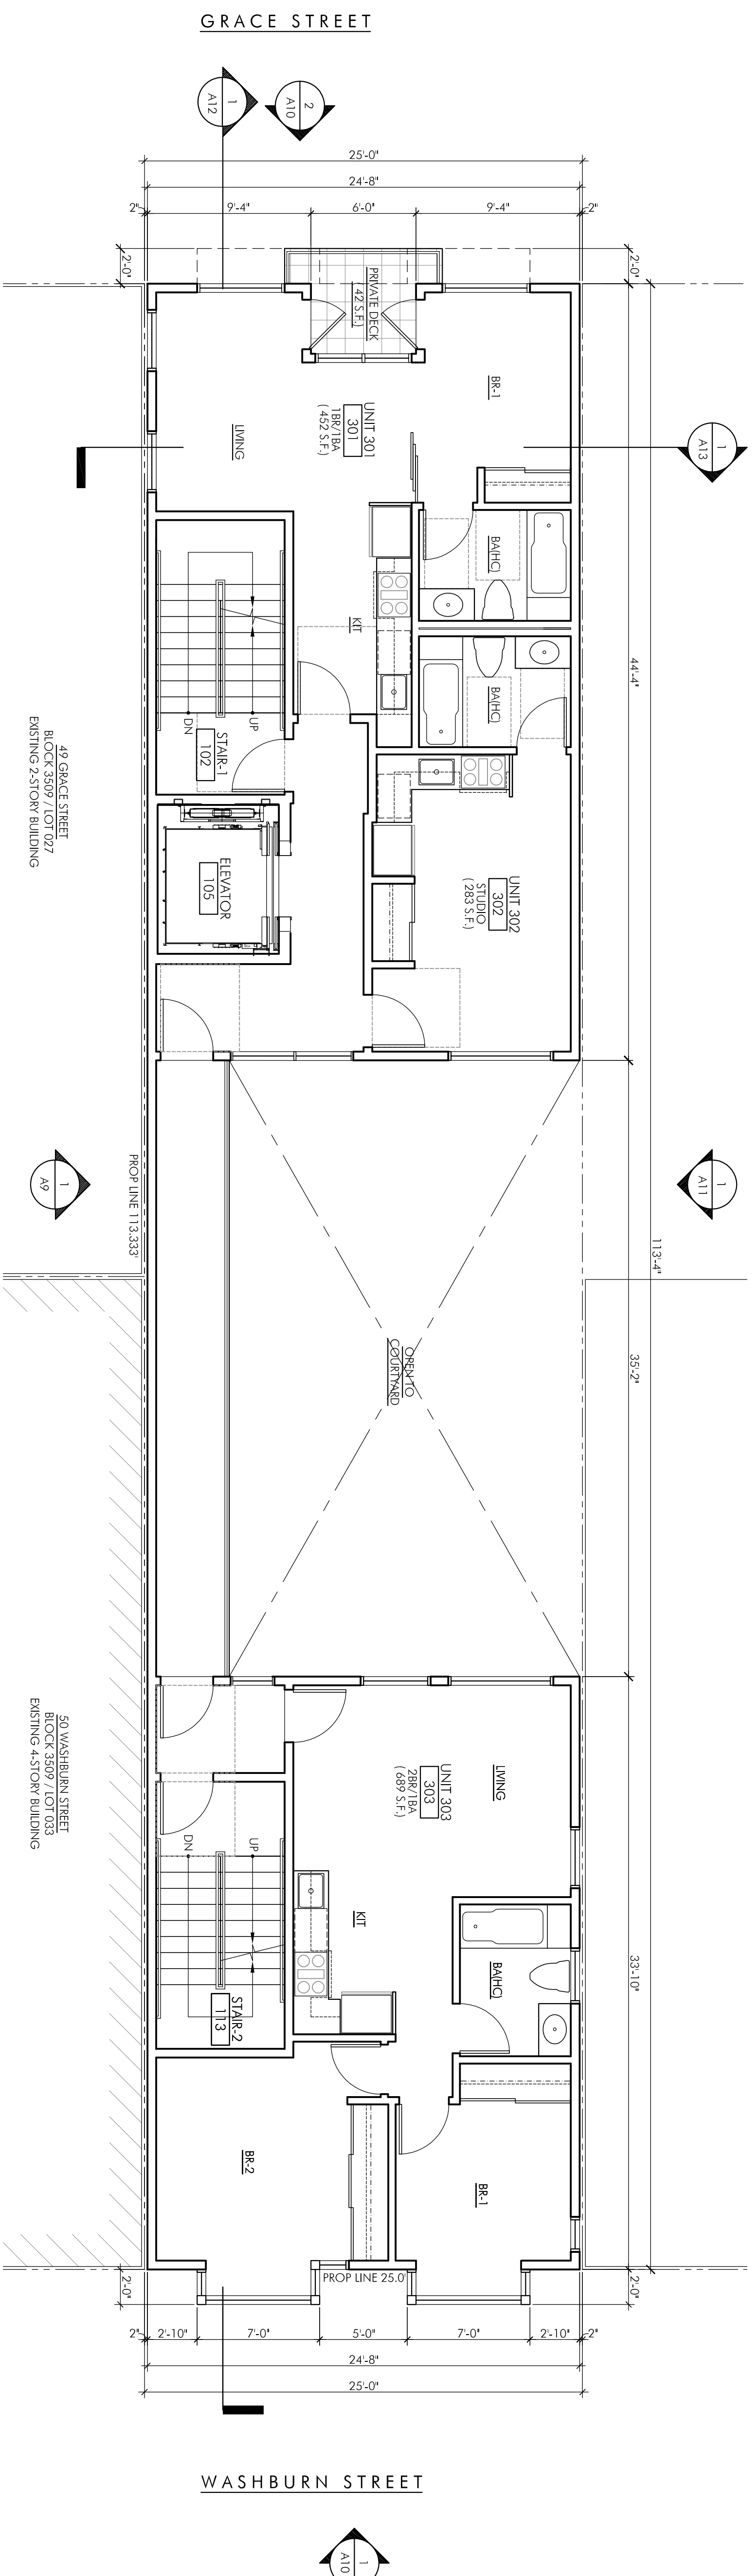 GRACE STREET
1
A12
2
A10
25'-0"
24'-8"
2"
9'-4"
6'-0"
9'-4"
2"
2'-0"
2'-0"
PRIVATE DECK
( 42 S.F.)
BR-1
UNIT 301
301
1BR/1BA
( 452 S.F.)
LIVING
1
A13
BA(HC)
KIT
BA(HC)
44'-4"
UP
DN
STAIR-1
102
49 GRACE STREET
BLOCK 3509 / LOT 027
EXISTING 2-STORY BUILDING
ELEVATOR
105
UNIT 302
302
STUDIO
( 283 S.F.)
1
A9
PROP LINE 113.333'
1
A11
113'-4"
OPEN TO
COURTYARD
35'-2"
50 WASHBURN STREET
BLOCK 3509 / LOT 033
EXISTING 4-STORY BUILDING
LIVING
UNIT 303
303
2BR/1BA
( 689 S.F.)
UP
DN
KIT
BA(HC)
33'-10"
STAIR-2
113
BR-2
BR-1
PROP LINE 25.0'
2'-0"
2'-0"
2"
2'-10"
7'-0"
5'-0"
7'-0"
2'-10"
2"
24'-8"
25'-0"
WASHBURN STREET
1
A10